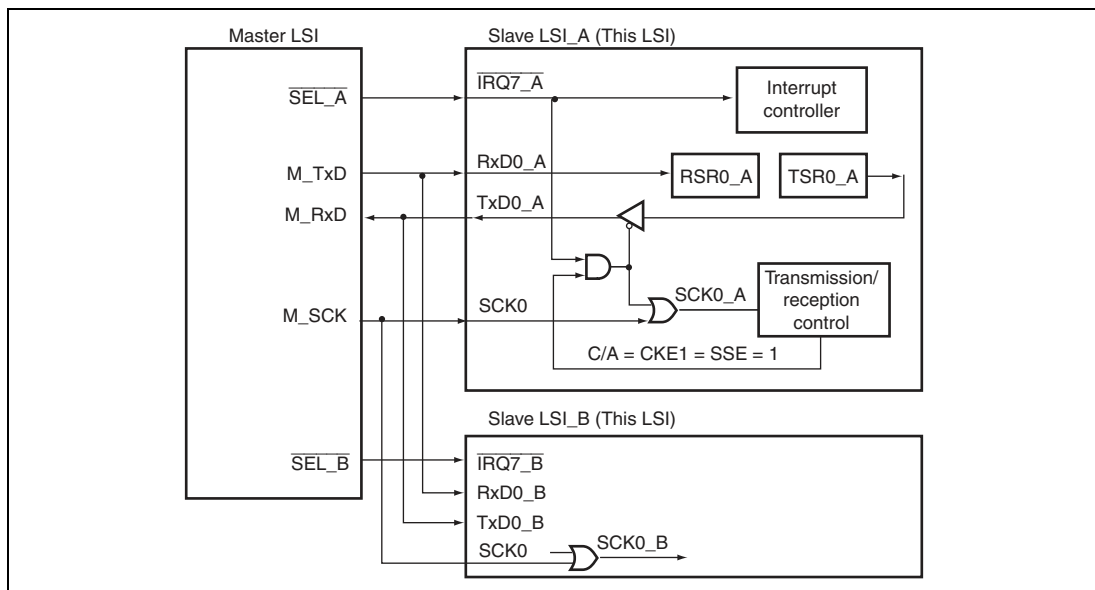 Master LSI
Slave LSI_A (This LSI)
SEL_A
IRQ7_A
Interrupt
controller
M_TxD
RxD0_A
RSR0_A
TSR0_A
M_RxD
TxD0_A
Transmission/
reception
control
SCK0_A
M_SCK
SCK0
C/A = CKE1 = SSE = 1
Slave LSI_B (This LSI)
SEL_B
IRQ7_B
RxD0_B
TxD0_B
SCK0
SCK0_B